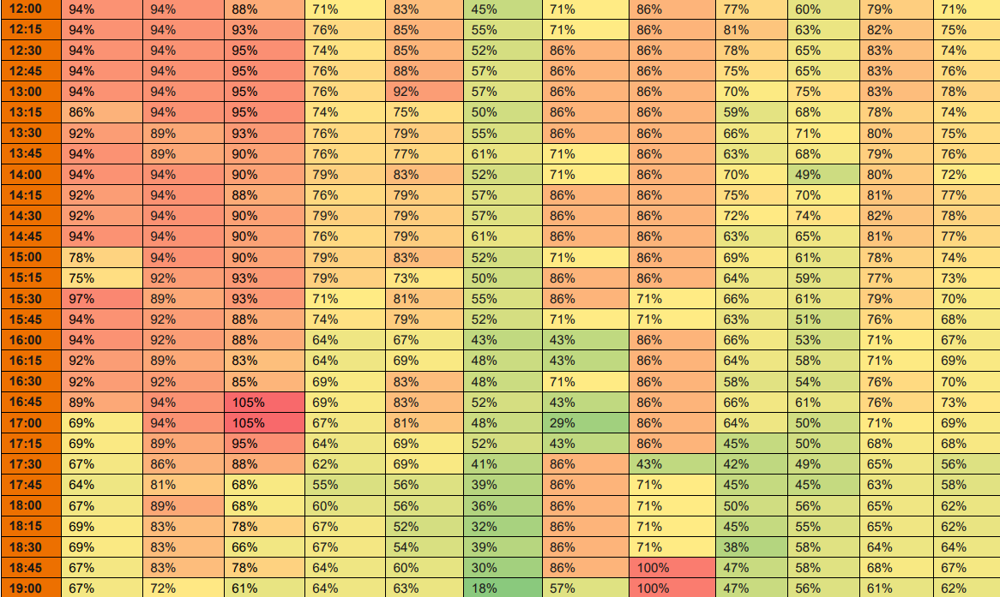 12:00 94% 94% 88% 71% 83% 45% 71% 86% 77% 60% 79% 71%
12:15 94% 94% 93% 76% 85% 55% 71% 86% 81% 63% 82% 75%
12:30 94% 94% 95% 74% 85% 52% 86% 86% 78% 65% 83% 74%
12:45 94% 94% 95% 76% 88% 57% 86% 86% 75% 65% 83% 76%
13:00 94% 94% 95% 76% 92% 57% 86% 86% 70% 75% 83% 78%
13:15 86% 94% 95% 74% 75% 50% 86% 86% 59% 68% 78% 74%
13:30 92% 89% 93% 76% 79% 55% 86% 86% 66% 71% 80% 75%
13:45 94% 89% 90% 76% 77% 61% 71% 86% 63% 68% 79% 76%
14:00 94% 94% 90% 79% 83% 52% 71% 86% 70% 49% 80% 72%
14:15 92% 94% 88% 76% 79% 57% 86% 86% 75% 70% 81% 77%
14:30 92% 94% 90% 79% 79% 57% 86% 86% 72% 74% 82% 78%
14:45 94% 94% 90% 76% 79% 61% 86% 86% 63% 65% 81% 77%
15:00 78% 94% 90% 79% 83% 52% 71% 86% 69% 61% 78% 74%
15:15 75% 92% 93% 79% 73% 50% 86% 86% 64% 59% 77% 73%
15:30 97% 89% 93% 71% 81% 55% 86% 71% 66% 61% 79% 70%
15:45 94% 92% 88% 74% 79% 52% 71% 71% 63% 51% 76% 68%
16:00 94% 92% 88% 64% 67% 43% 43% 86% 66% 53% 71% 67%
16:15 92% 89% 83% 64% 69% 48% 43% 86% 64% 58% 71% 69%
16:30 92% 92% 85% 69% 83% 48% 71% 86% 58% 54% 76% 70%
16:45 89% 94% 105% 69% 83% 52% 43% 86% 66% 61% 76% 73%
17:00 69% 94% 105% 67% 81% 48% 29% 86% 64% 50% 71% 69%
17:15 69% 89% 95% 64% 69% 52% 43% 86% 45% 50% 68% 68%
17:30 67% 86% 88% 62% 69% 41% 86% 43% 42% 49% 65% 56%
17:45 64% 81% 68% 55% 56% 39% 86% 71% 45% 45% 63% 58%
18:00 67% 89% 68% 60% 56% 36% 86% 71% 50% 56% 65% 62%
18:15 69% 83% 78% 67% 52% 32% 86% 71% 45% 55% 65% 62%
18:30 69% 83% 66% 67% 54% 39% 86% 71% 38% 58% 64% 64%
18:45 67% 83% 78% 64% 60% 30% 86% 100% 47% 58% 68% 67%
19:00 67% 72% 61% 64% 63% 18% 57% 100% 47% 56% 61% 62%